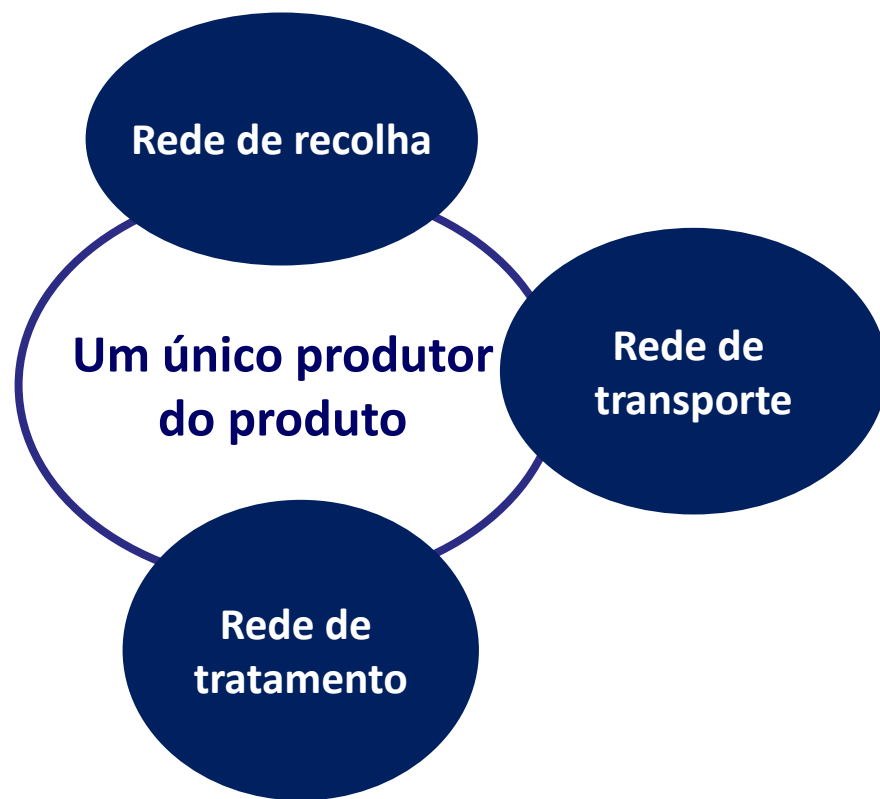 Rede de recolha
Um único produtor
do produto
Rede de
transporte
Rede de
tratamento